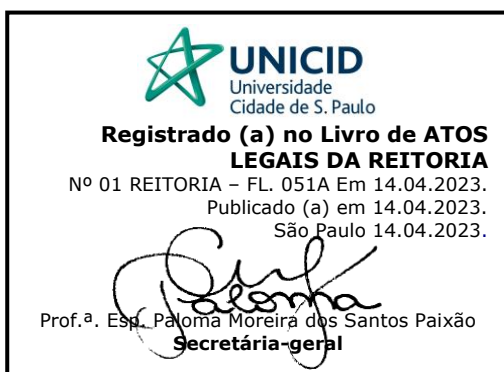 UNICID
Universidade
Cidade de S. Paulo
Registrado (a) no Livro de ATOS
LEGAIS DA REITORIA
Nº 01 REITORIA – FL. 051A Em 14.04.2023.
Publicado (a) em 14.04.2023.
São Paulo 14.04.2023.
Paloma
Prof.ª. Esp. Paloma Moreira dos Santos Paixão
Secretária-geral